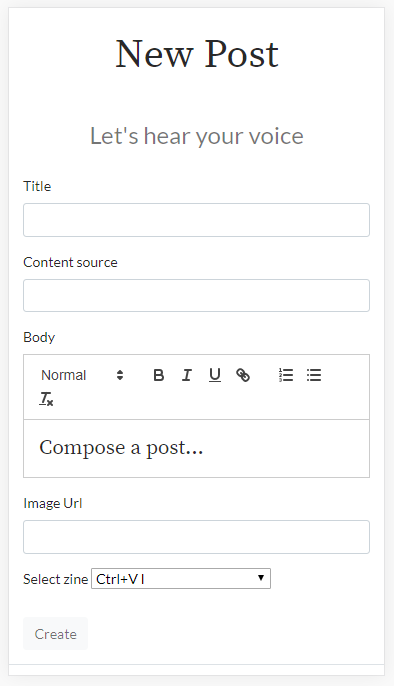 New Post
Let's hear your voice
Title
Content source
Body
Normal B I U
Tx
Compose a post...
Image Url
Select zine Ctrl+V I
Create